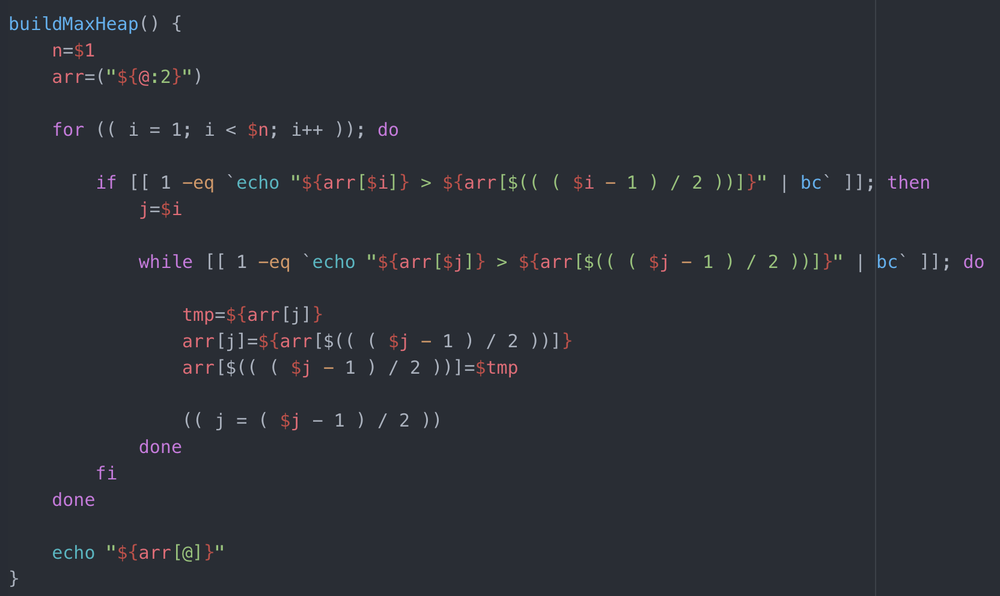 buildMaxHeap() {
    n=$1
    arr=("${@:2}")

    for (( i = 1; i < $n; i++ )); do

        if [[ 1 -eq `echo "${arr[$i]} > ${arr[$(( ( $i - 1 ) / 2 ))]}" | bc` ]]; then
            j=$i

            while [[ 1 -eq `echo "${arr[$j]} > ${arr[$(( ( $j - 1 ) / 2 ))]}" | bc` ]]; do

                tmp=${arr[j]}
                arr[j]=${arr[$(( ( $j - 1 ) / 2 ))]}
                arr[$(( ( $j - 1 ) / 2 ))]=$tmp

                (( j = ( $j - 1 ) / 2 ))
            done
        fi
    done

    echo "${arr[@]}"
}